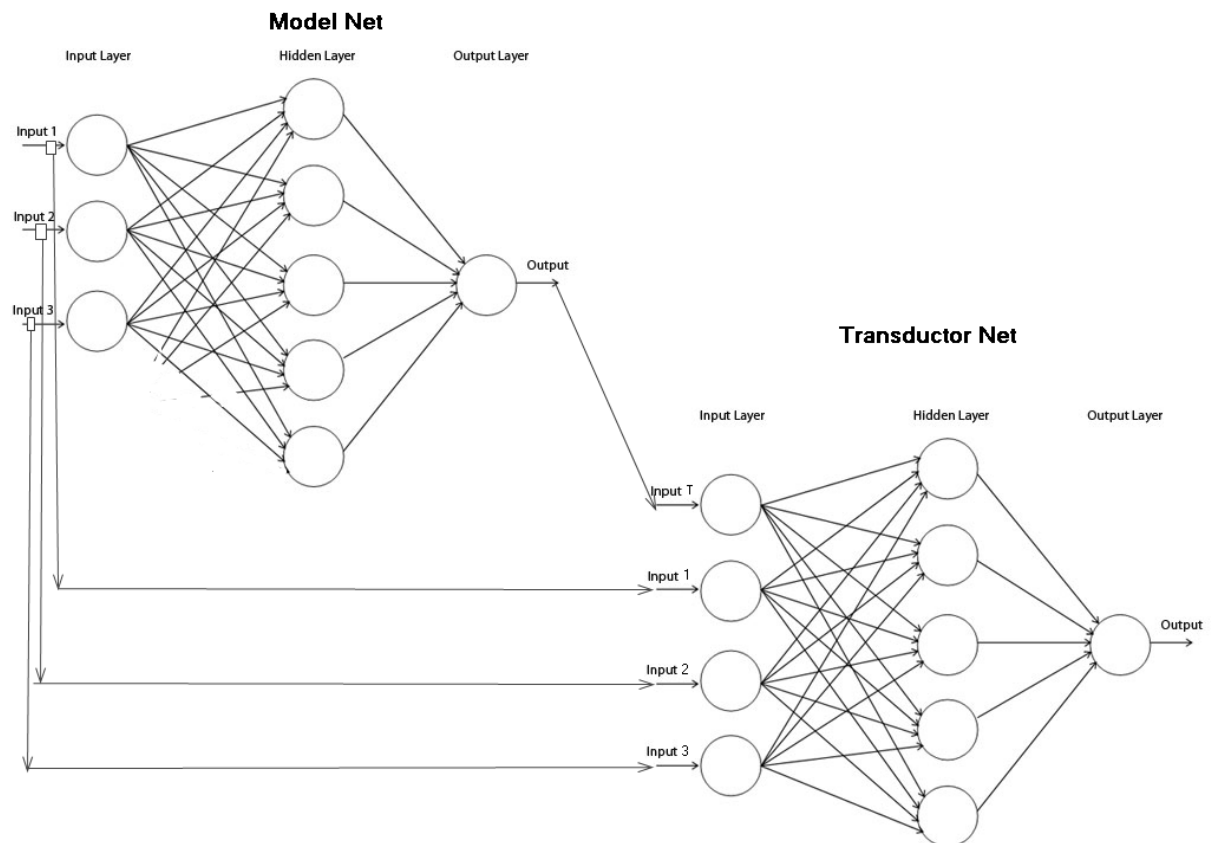 Model Net
Input Layer Hidden Layer Output Layer
Input 1
Input 2
Input 3
Output
Transductor Net
Input Layer Hidden Layer Output Layer
Input T
Input 1
Input 2
Input 3
Output